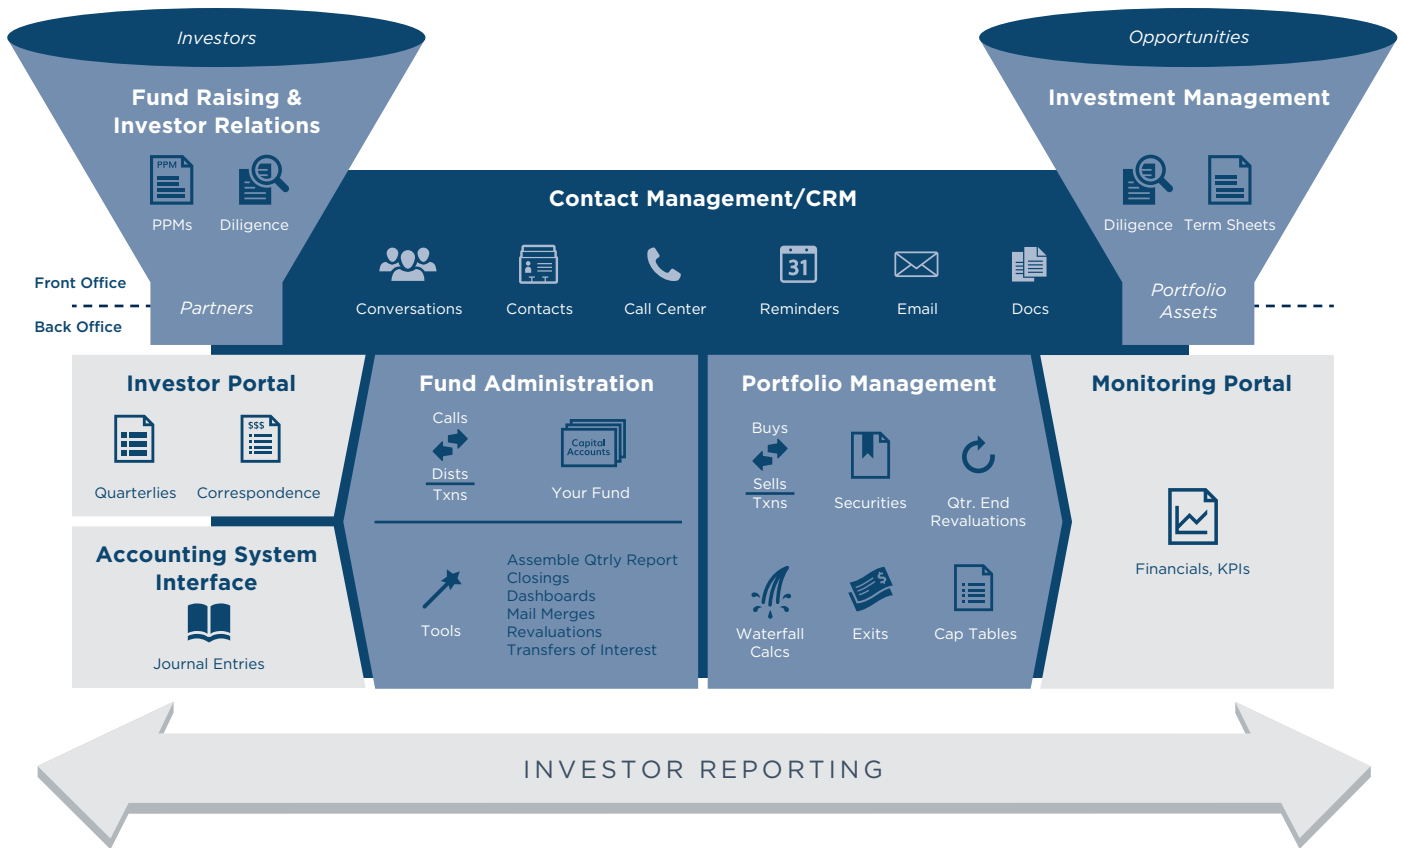 Investors
Fund Raising &
Investor Relations
PPM
PPMs
Diligence
Partners
Opportunities
Investment Management
Diligence
Term Sheets
Portfolio
Assets
Front Office
Back Office
Contact Management/CRM
31
Conversations
Contacts
Call Center
Reminders
Email
Docs
Investor Portal
$$$
Quarterlies
Correspondence
Accounting System
Interface
Journal Entries
Fund Administration
Calls
Dists
Txns
Capital
Accounts
Your Fund
Tools
Assemble Qtrly Report
Closings
Dashboards
Mail Merges
Revaluations
Transfers of Interest
Portfolio Management
Buys
Sells
Txns
Securities
Qtr. End
Revaluations
Waterfall
Calcs
$
Exits
Cap Tables
Monitoring Portal
Financials, KPIs
INVESTOR REPORTING